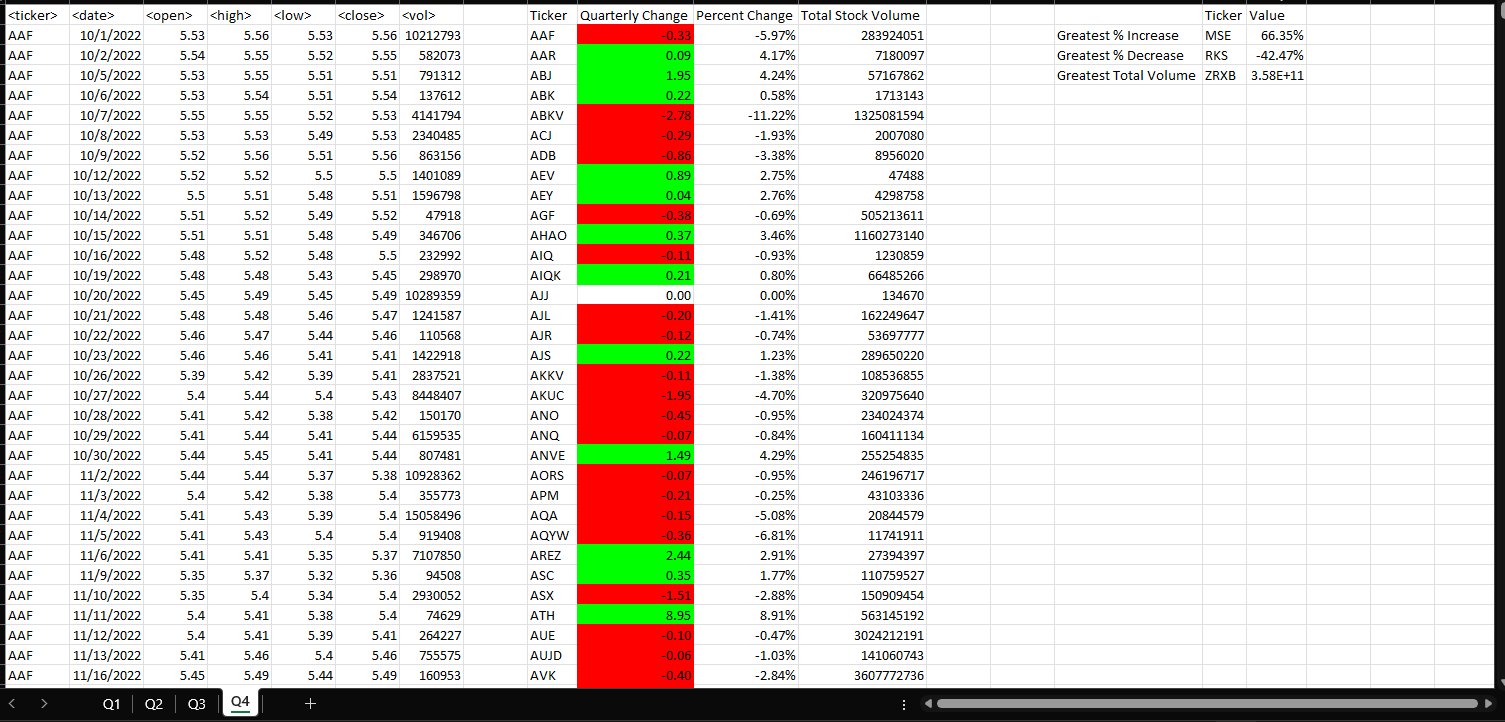 <ticker> <date> <open> <high> <low> <close> <vol> Ticker Quarterly Change Percent Change Total Stock Volume Ticker Value
AAF 10/1/2022 5.53 5.56 5.53 5.56 10212793 AAF -0.33 -5.97% 283924051 Greatest % Increase MSE 66.35%
AAF 10/2/2022 5.54 5.55 5.52 5.55 582073 AAR 0.09 4.17% 7180097 Greatest % Decrease RKS -42.47%
AAF 10/5/2022 5.53 5.55 5.51 5.51 791312 ABJ 1.95 4.24% 57167862 Greatest Total Volume ZRXB 3.58E+11
AAF 10/6/2022 5.53 5.54 5.51 5.54 137612 ABK 0.22 0.58% 1713143
AAF 10/7/2022 5.55 5.55 5.52 5.53 4141794 ABKV -2.78 -11.22% 1325081594
AAF 10/8/2022 5.53 5.53 5.49 5.53 2340485 ACJ -0.29 -1.93% 2007080
AAF 10/9/2022 5.52 5.56 5.51 5.56 863156 ADB -0.86 -3.38% 8956020
AAF 10/12/2022 5.52 5.52 5.5 5.5 1401089 AEV 0.89 2.75% 47488
AAF 10/13/2022 5.5 5.51 5.48 5.51 1596798 AEY 0.04 2.76% 4298758
AAF 10/14/2022 5.51 5.52 5.49 5.52 47918 AGF -0.38 -0.69% 505213611
AAF 10/15/2022 5.51 5.51 5.48 5.49 346706 AHAO 0.37 3.46% 1160273140
AAF 10/16/2022 5.48 5.52 5.48 5.5 232992 AIQ -0.11 -0.93% 1230859
AAF 10/19/2022 5.48 5.48 5.43 5.45 298970 AIQK 0.21 0.80% 66485266
AAF 10/20/2022 5.45 5.49 5.45 5.49 10289359 AJJ 0.00 0.00% 134670
AAF 10/21/2022 5.48 5.48 5.46 5.47 1241587 AJL -0.20 -1.41% 162249647
AAF 10/22/2022 5.46 5.47 5.44 5.46 110568 AJR -0.12 -0.74% 53697777
AAF 10/23/2022 5.46 5.46 5.41 5.41 1422918 AJS 0.22 1.23% 289650220
AAF 10/26/2022 5.39 5.42 5.39 5.41 2837521 AKKV -0.11 -1.38% 108536855
AAF 10/27/2022 5.4 5.44 5.4 5.43 8448407 AKUC -1.95 -4.70% 320975640
AAF 10/28/2022 5.41 5.42 5.38 5.42 150170 ANO -0.45 -0.95% 234024374
AAF 10/29/2022 5.41 5.44 5.41 5.44 6159535 ANQ -0.07 -0.84% 160411134
AAF 10/30/2022 5.44 5.45 5.41 5.44 807481 ANVE 1.49 4.29% 255254835
AAF 11/2/2022 5.44 5.44 5.37 5.38 10928362 AORS -0.07 -0.95% 246196717
AAF 11/3/2022 5.4 5.42 5.38 5.4 355773 APM -0.21 -0.25% 43103336
AAF 11/4/2022 5.41 5.43 5.39 5.4 15058496 AQA -0.15 -5.08% 20844579
AAF 11/5/2022 5.41 5.43 5.4 5.4 919408 AQYW -0.36 -6.81% 11741911
AAF 11/6/2022 5.41 5.41 5.35 5.37 7107850 AREZ 2.44 2.91% 27394397
AAF 11/9/2022 5.35 5.37 5.32 5.36 94508 ASC 0.35 1.77% 110759527
AAF 11/10/2022 5.35 5.4 5.34 5.4 2930052 ASX -1.51 -2.88% 150909454
AAF 11/11/2022 5.4 5.41 5.38 5.4 74629 ATH 8.95 8.91% 563145192
AAF 11/12/2022 5.4 5.41 5.39 5.41 264227 AUE -0.10 -0.47% 3024212191
AAF 11/13/2022 5.41 5.46 5.4 5.46 755575 AUJD -0.06 -1.03% 141060743
AAF 11/16/2022 5.45 5.49 5.44 5.49 160953 AVK -0.40 -2.84% 3607772736
Q1 Q2 Q3 Q4